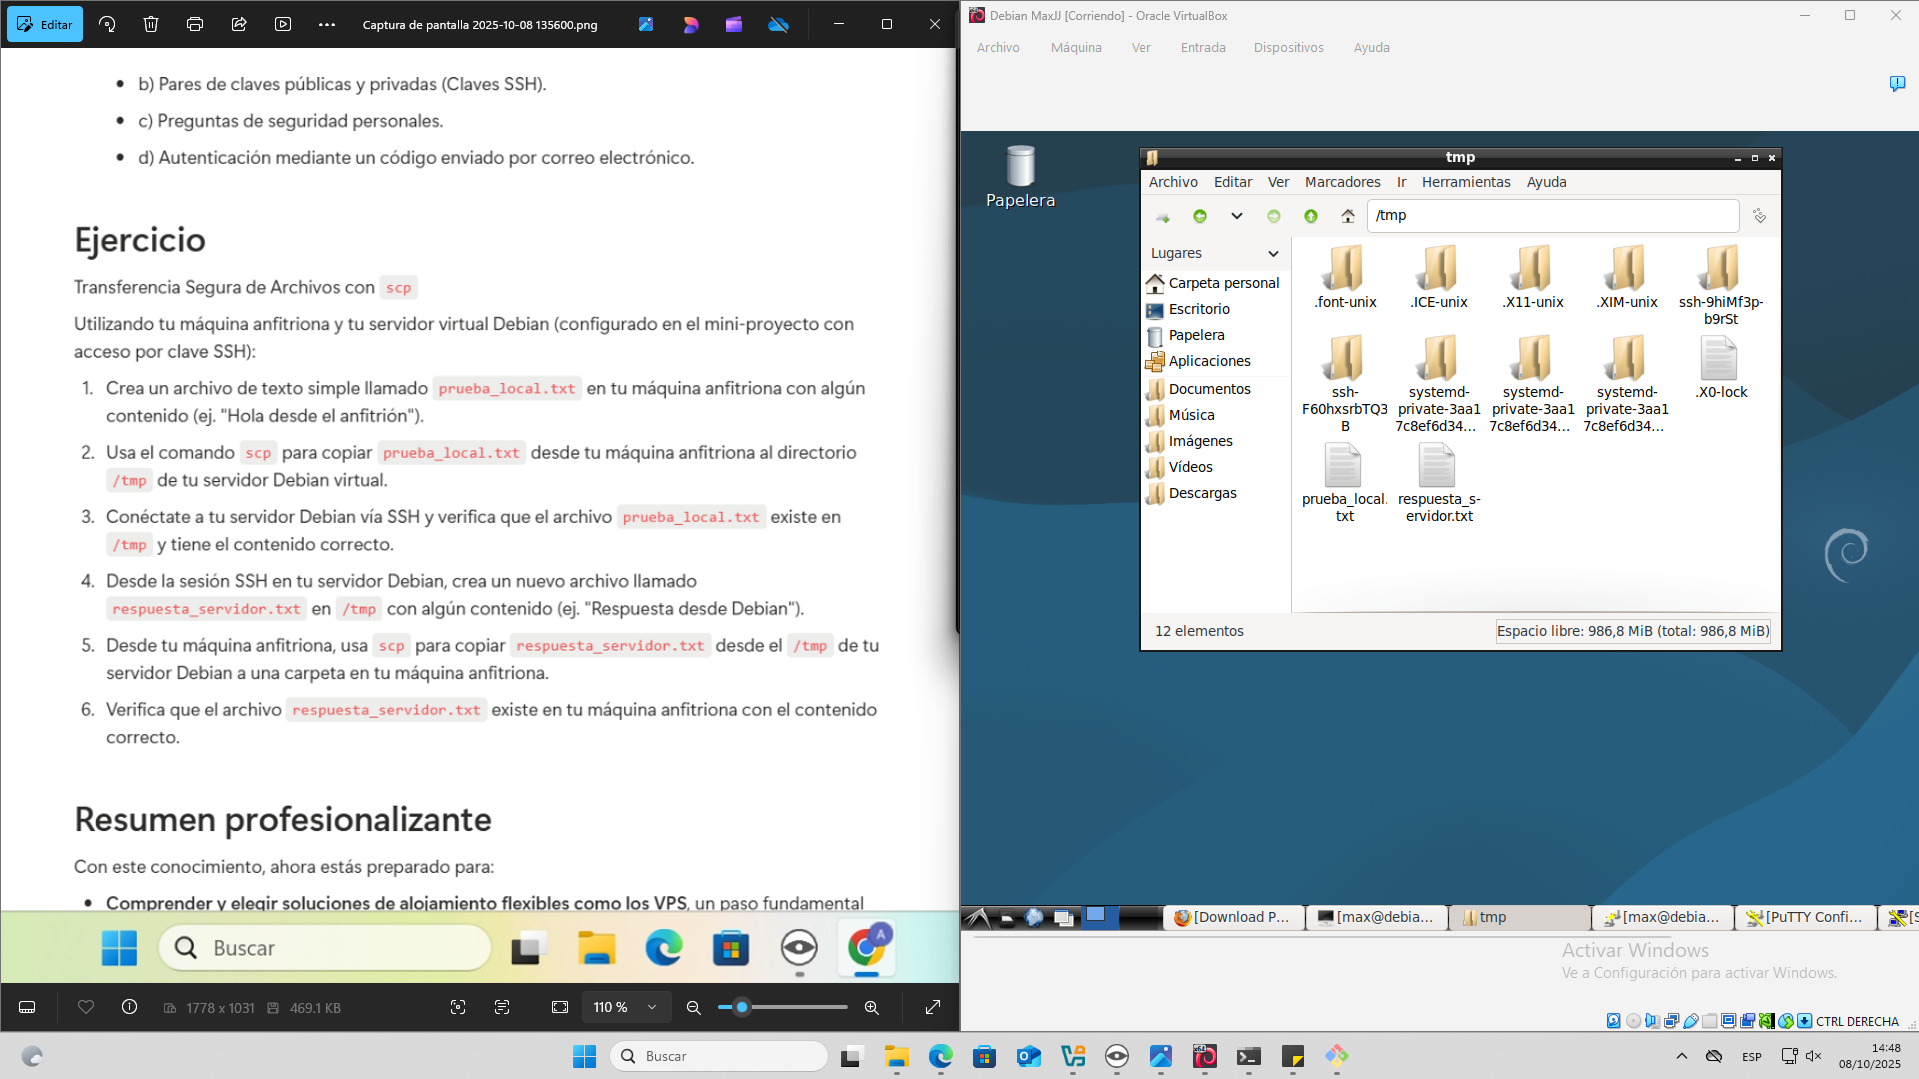 Editar
Captura de pantalla 2025-10-08 135600.png
b) Pares de claves públicas y privadas (Claves SSH).
c) Preguntas de seguridad personales.
d) Autenticación mediante un código enviado por correo electrónico.
Ejercicio
Transferencia Segura de Archivos con scp
Utilizando tu máquina anfitriona y tu servidor virtual Debian (configurado en el mini-proyecto con
acceso por clave SSH):
1. Crea un archivo de texto simple llamado prueba_local.txt en tu máquina anfitriona con algún
contenido (ej. "Hola desde el anfitrión").
2. Usa el comando scp para copiar prueba_local.txt desde tu máquina anfitriona al directorio
/tmp de tu servidor Debian virtual.
3. Conéctate a tu servidor Debian vía SSH y verifica que el archivo prueba_local.txt existe en
/tmp y tiene el contenido correcto.
4. Desde la sesión SSH en tu servidor Debian, crea un nuevo archivo llamado
respuesta_servidor.txt en /tmp con algún contenido (ej. "Respuesta desde Debian").
5. Desde tu máquina anfitriona, usa scp para copiar respuesta_servidor.txt desde el /tmp de tu
servidor Debian a una carpeta en tu máquina anfitriona.
6. Verifica que el archivo respuesta_servidor.txt existe en tu máquina anfitriona con el contenido
correcto.
Resumen profesionalizante
Con este conocimiento, ahora estás preparado para:
Comprender y elegir soluciones de alojamiento flexibles como los VPS, un paso fundamental
Buscar
A
1778 x 1031
469.1 KB
110 %
Debian MaxJJ [Corriendo] - Oracle VirtualBox
Archivo Máquina Ver Entrada Dispositivos Ayuda
Papelera
tmp
Archivo Editar Ver Marcadores Ir Herramientas Ayuda
/tmp
Lugares
Carpeta personal
Escritorio
Papelera
Aplicaciones
Documentos
Música
Imágenes
Vídeos
Descargas
.font-unix
.ICE-unix
.X11-unix
.XIM-unix
ssh-9hiMf3p-
b9rSt
ssh-
F60hxsrbTQ3
B
systemd-
private-3aa1
7c8ef6d34...
systemd-
private-3aa1
7c8ef6d34...
systemd-
private-3aa1
7c8ef6d34...
.X0-lock
prueba_local.
txt
respuesta_s-
ervidor.txt
12 elementos
Espacio libre: 986,8 MiB (total: 986,8 MiB)
[Download P...
[max@debia...
tmp
[max@debia...
[PuTTY Confi...
Activar Windows
Ve a Configuración para activar Windows.
CTRL DERECHA
Buscar
ESP
14:48
08/10/2025